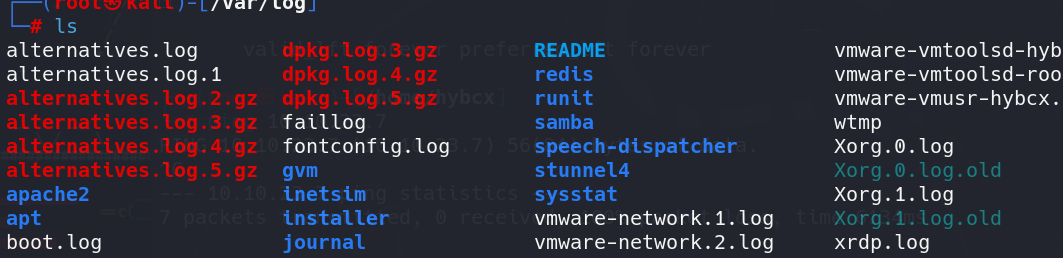 (root㉿kali)-[/var/log]
# ls
alternatives.log dpkg.log.3.gz README vmware-vmtoolsd-hyb
alternatives.log.1 dpkg.log.4.gz redis vmware-vmtoolsd-roo
alternatives.log.2.gz dpkg.log.5.gz runit vmware-vmusr-hybcx.
alternatives.log.3.gz faillog samba wtmp
alternatives.log.4.gz fontconfig.log speech-dispatcher Xorg.0.log
alternatives.log.5.gz gvm stunnel4 Xorg.0.log.old
apache2 inetsim sysstat Xorg.1.log
apt installer vmware-network.1.log Xorg.1.log.old
boot.log journal vmware-network.2.log xrdp.log